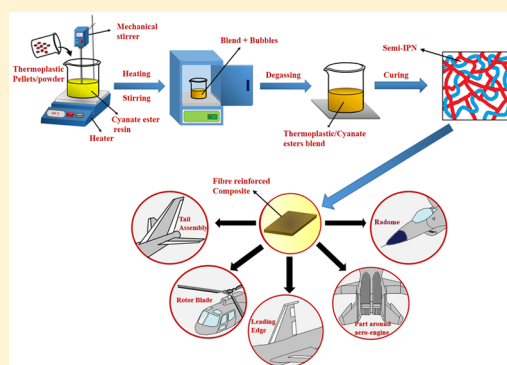 Mechanical
stirrer
Thermoplastic
Pellets/powder
Heating
Stirring
Cyanate ester
resin
Heater
Blend + Bubbles
Degassing
Thermoplastic/Cyanate
esters blend
Curing
Semi-IPN
Fibre reinforced
Composite
Tail
Assembly
Rotor Blade
Leading
Edge
Part around
aero-engine
Radome